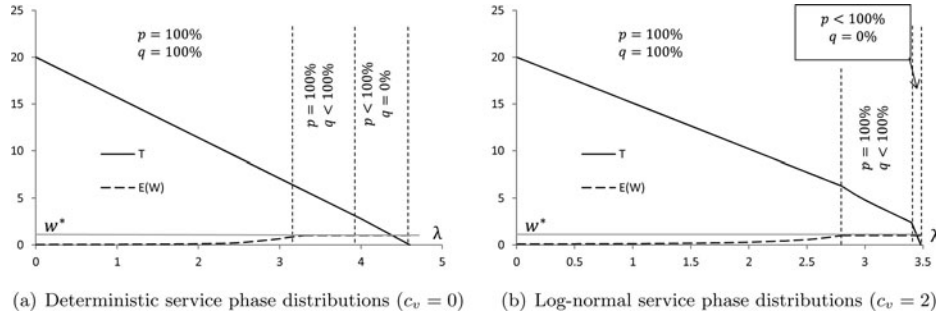 20
15
10
5
0
p = 100%
q = 100%
p = 100%
q < 100%
p < 100%
q = 0%
T
E(W)
w*
λ
0 1 2 3 4 5
(a) Deterministic service phase distributions (c_v = 0)
25
20
15
10
5
0
p = 100%
q = 100%
p = 100%
q < 100%
p < 100%
q = 0%
T
E(W)
w*
λ
0 0.5 1 1.5 2 2.5 3 3.5
(b) Log-normal service phase distributions (c_v = 2)